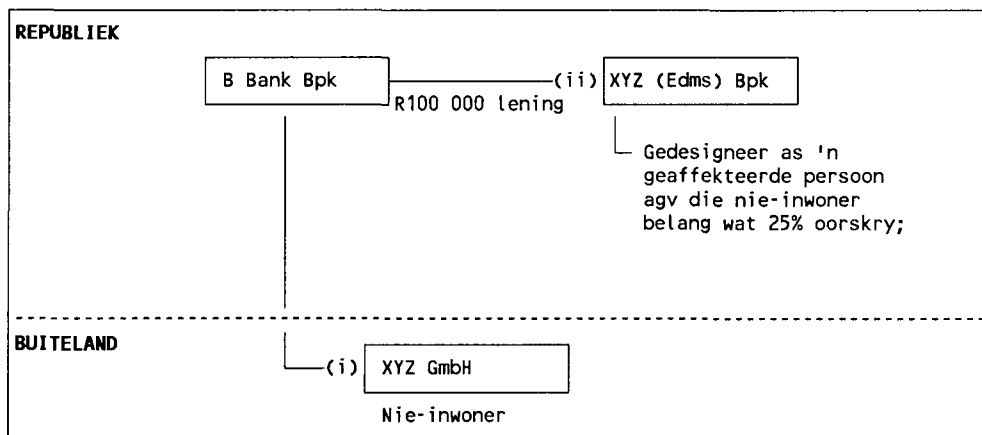 REPUBLIEK
B Bank Bpk
(ii) XYZ (Edms) Bpk
R100 000 lening
Gedesigneer as 'n
geaffekteerde persoon
agv die nie-inwoner
belang wat 25% oorskry;
BUITELAND
(i) XYZ GmbH
Nie-inwoner